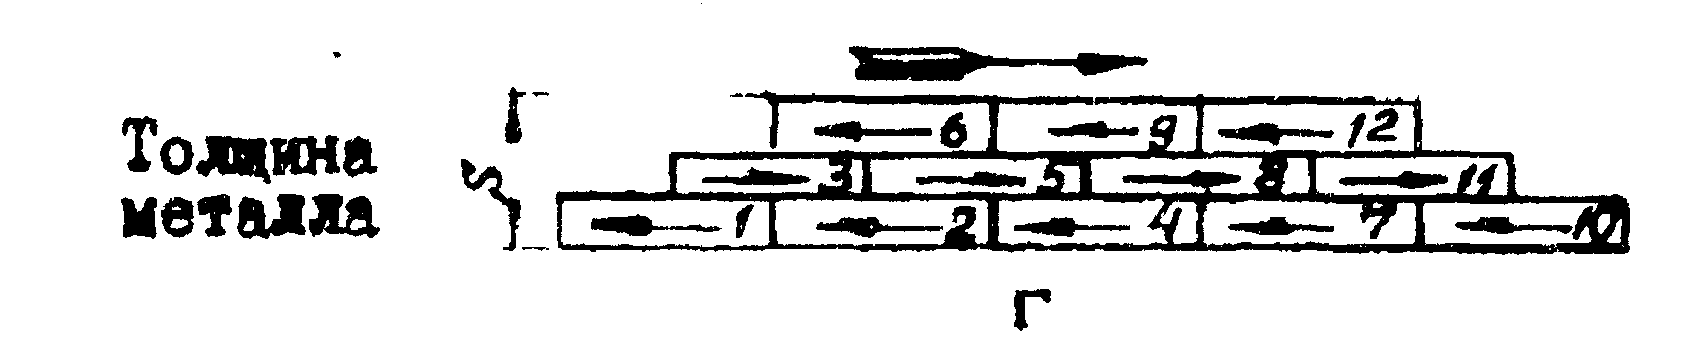 6 9 12
3 5 8 11
Толщина
металла
S
1 2 4 7 10
г